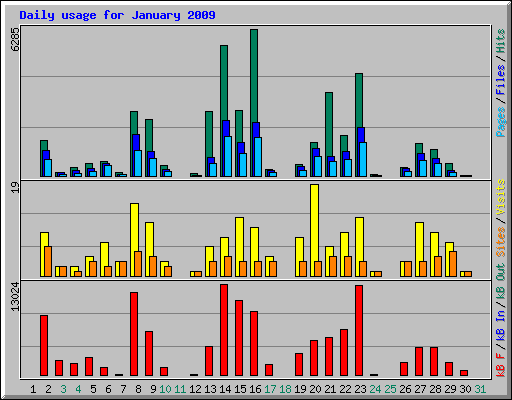 Daily usage for January 2009
6285
Pages / Files / Hits
19
Sites / Visits
13024
kB F / kB In / kB Out
1 2 3 4 5 6 7 8 9 10 11 12 13 14 15 16 17 18 19 20 21 22 23 24 25 26 27 28 29 30 31